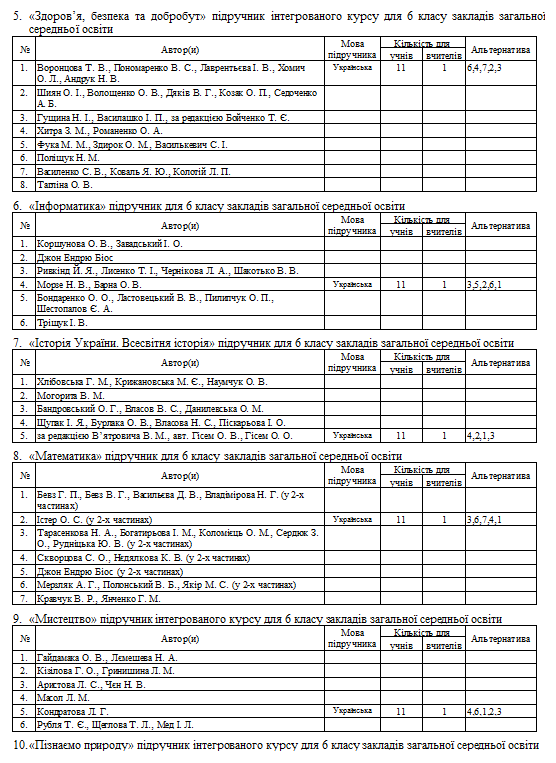 5. «Здоров’я, безпека та добробут» підручник інтегрованого курсу для 6 класу закладів загальної
середньої освіти
№ Автор(и) Мова підручника Кількість для учнів вчителів Альтернатива
1. Воронцова Т. В., Пономаренко В. С., Лаврентьєва І. В., Хомич Українська 11 1 6,4,7,2,3
О. Л., Андрук Н. В.
2. Шиян О. І., Волощенко О. В., Дяків В. Г., Козак О. П., Седоченко
А. Б.
3. Гущина Н. І., Василашко І. П., за редакцією Бойченко Т. Є.
4. Хитра З. М., Романенко О. А.
5. Фука М. М., Здирок О. М., Василькевич С. І.
6. Поліщук Н. М.
7. Василенко С. В., Коваль Я. Ю., Колотій Л. П.
8. Тагліна О. В.
6. «Інформатика» підручник для 6 класу закладів загальної середньої освіти
№ Автор(и) Мова підручника Кількість для учнів вчителів Альтернатива
1. Коршунова О. В., Завадський І. О.
2. Джон Ендрю Біос
3. Ривкінд Й. Я., Лисенко Т. І., Чернікова Л. А., Шакотько В. В.
4. Морзе Н. В., Барна О. В. Українська 11 1 3,5,2,6,1
5. Бондаренко О. О., Ластовецький В. В., Пилипчук О. П.,
Шестопалов Є. А.
6. Тріщук І. В.
7. «Історія України. Всесвітня історія» підручник для 6 класу закладів загальної середньої освіти
№ Автор(и) Мова підручника Кількість для учнів вчителів Альтернатива
1. Хлібовська Г. М., Крижановська М. Є., Наумчук О. В.
2. Могорита В. М.
3. Бандровський О. Г., Власов В. С., Данилевська О. М.
4. Щупак І. Я., Бурлака О. В., Власова Н. С., Піскарьова І. О.
5. за редакцією В’ятровича В. М., авт. Гісем О. В., Гісем О. О. Українська 11 1 4,2,1,3
8. «Математика» підручник для 6 класу закладів загальної середньої освіти
№ Автор(и) Мова підручника Кількість для учнів вчителів Альтернатива
1. Бевз Г. П., Бевз В. Г., Васильєва Д. В., Владімірова Н. Г. (у 2-х
частинах)
2. Істер О. С. (у 2-х частинах) Українська 11 1 3,6,7,4,1
3. Тарасенкова Н. А., Богатирьова І. М., Коломієць О. М., Сердюк З.
О., Рудніцька Ю. В. (у 2-х частинах)
4. Скворцова С. О., Нєдялкова К. В. (у 2-х частинах)
5. Джон Ендрю Біос (у 2-х частинах)
6. Мерзляк А. Г., Полонський В. Б., Якір М. С. (у 2-х частинах)
7. Кравчук В. Р., Янченко Г. М.
9. «Мистецтво» підручник інтегрованого курсу для 6 класу закладів загальної середньої освіти
№ Автор(и) Мова підручника Кількість для учнів вчителів Альтернатива
1. Гайдамака О. В., Лємешева Н. А.
2. Кізілова Г. О., Гринишина Л. М.
3. Аристова Л. С., Чєн Н. В.
4. Масол Л. М.
5. Кондратова Л. Г. Українська 11 1 4,6,1,2,3
6. Рубля Т. Є., Щеглова Т. Л., Мед І. Л.
10. «Пізнаємо природу» підручник інтегрованого курсу для 6 класу закладів загальної середньої освіти